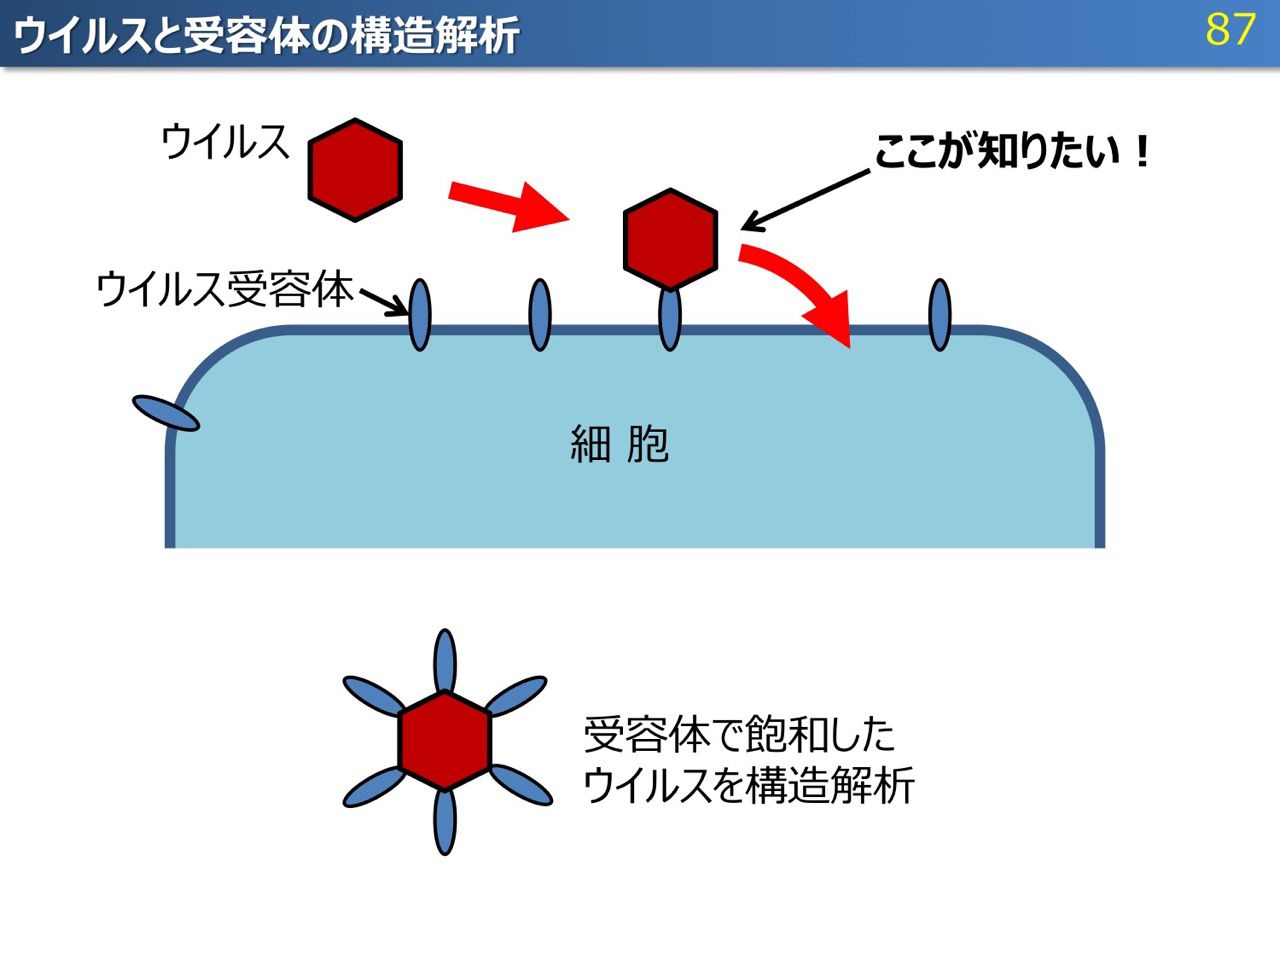 ウイルスと受容体の構造解析
87
ウイルス
ここが知りたい！
ウイルス受容体
細 胞
受容体で飽和した
ウイルスを構造解析